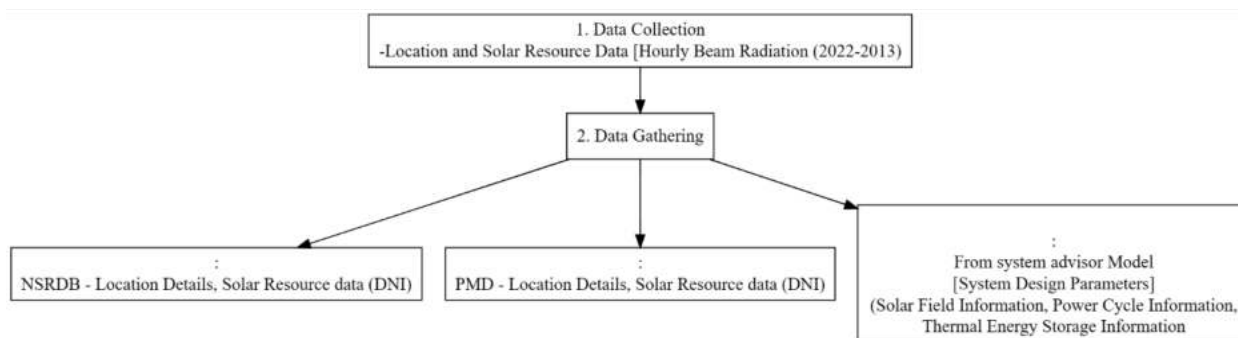 1. Data Collection
-Location and Solar Resource Data [Hourly Beam Radiation (2022-2013)
2. Data Gathering
:
NSRDB - Location Details, Solar Resource data (DNI)
:
PMD - Location Details, Solar Resource data (DNI)
:
From system advisor Model
[System Design Parameters]
(Solar Field Information, Power Cycle Information,
Thermal Energy Storage Information